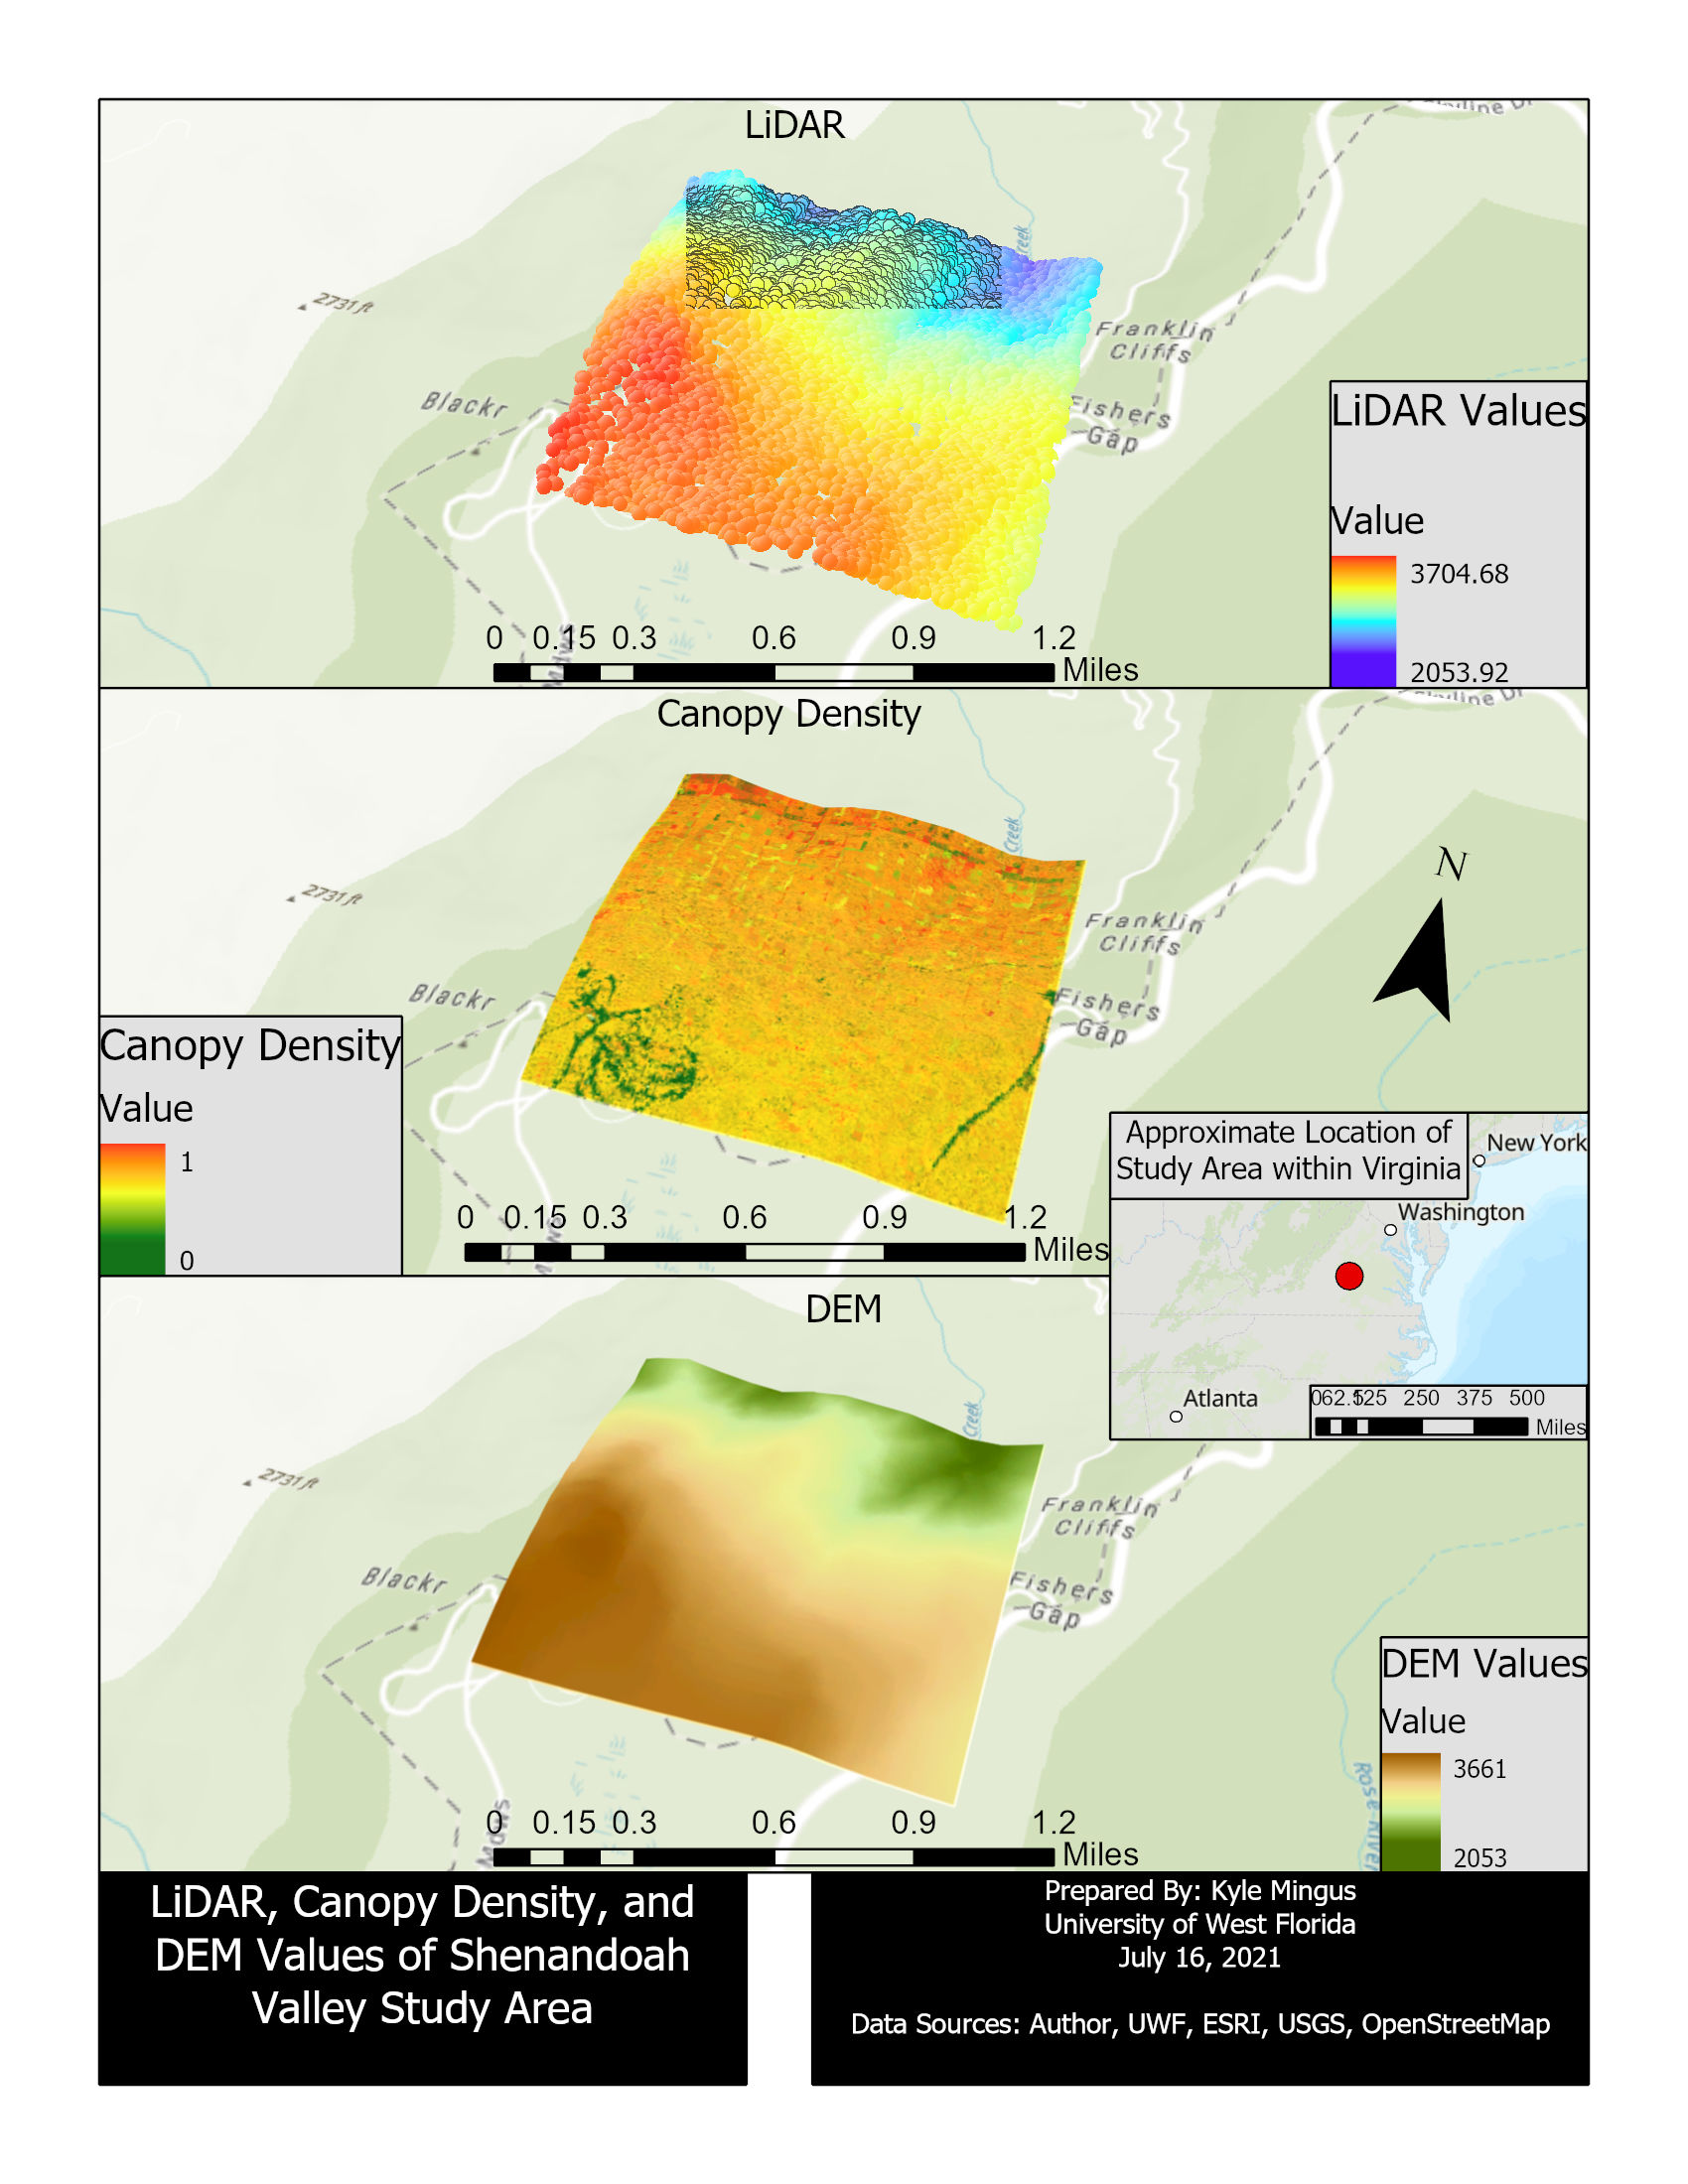 LiDAR
2731 ft
Creek
Franklin
Cliffs
Blackr
Fishers
Gap
LiDAR Values
Value
3704.68
2053.92
0 0.15 0.3 0.6 0.9 1.2
Miles
Canopy Density
2731 ft
Creek
Franklin
Cliffs
N
Blackr
Fishers
Gap
Canopy Density
Value
1
0
0 0.15 0.3 0.6 0.9 1.2
Miles
Approximate Location of
Study Area within Virginia
New York
Washington
Atlanta
0 62.5 125 250 375 500
Miles
DEM
2731 ft
Creek
Franklin
Cliffs
Blackr
Fishers
Gap
DEM Values
Value
3661
2053
0 0.15 0.3 0.6 0.9 1.2
Miles
LiDAR, Canopy Density, and
DEM Values of Shenandoah
Valley Study Area
Prepared By: Kyle Mingus
University of West Florida
July 16, 2021
Data Sources: Author, UWF, ESRI, USGS, OpenStreetMap